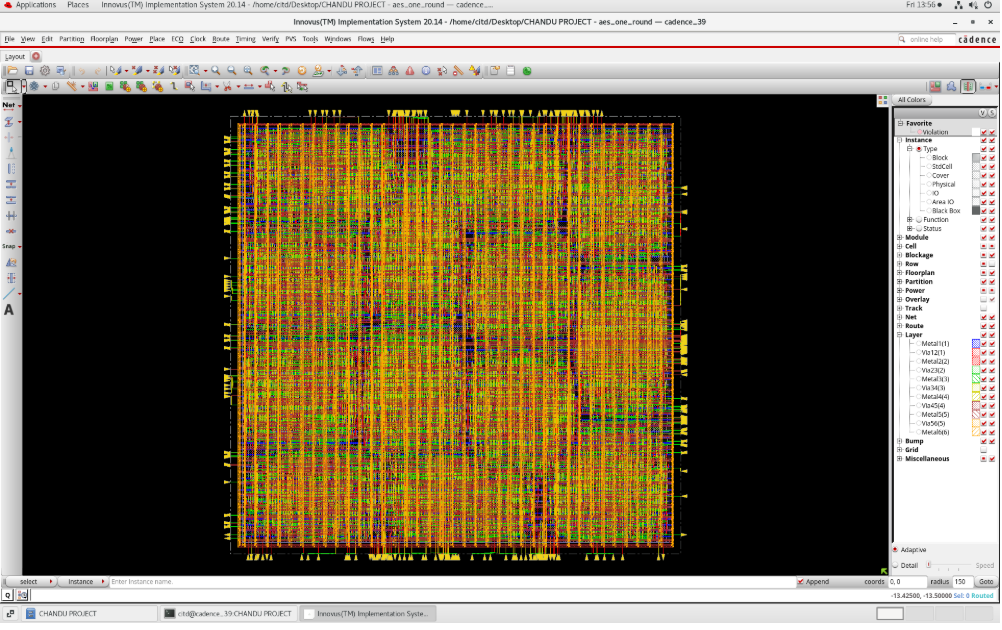 Applications Places Innovus(TM) Implementation System 20.14 - /home/citd/Desktop/CHANDU PROJECT - aes_one_round — cadence_... Fri 13:56
Innovus(TM) Implementation System 20.14 - /home/citd/Desktop/CHANDU PROJECT - aes_one_round — cadence_39
File View Edit Partition Floorplan Power Place ECO Clock Route Timing Verify PVS Tools Windows Flows Help online help cādence
Layout
Net
Snap
A
All Colors
V S
Favorite
Violation
Instance
Type
Block
StdCell
Cover
Physical
IO
Area IO
Black Box
Function
Status
Module
Cell
Blockage
Row
Floorplan
Partition
Power
Overlay
Track
Net
Route
Layer
Metal1(1)
Via12(1)
Metal2(2)
Via23(2)
Metal3(3)
Via34(3)
Metal4(4)
Via45(4)
Metal5(5)
Via56(5)
Metal6(6)
Bump
Grid
Miscellaneous
Adaptive
Detail Speed
select Instance Enter Instance name. Append coords 0, 0 radius 150 Goto
Q -13.42500, -13.50000 Sel: 0 Routed
CHANDU PROJECT citd@cadence_39:CHANDU PROJECT Innovus(TM) Implementation Syste...